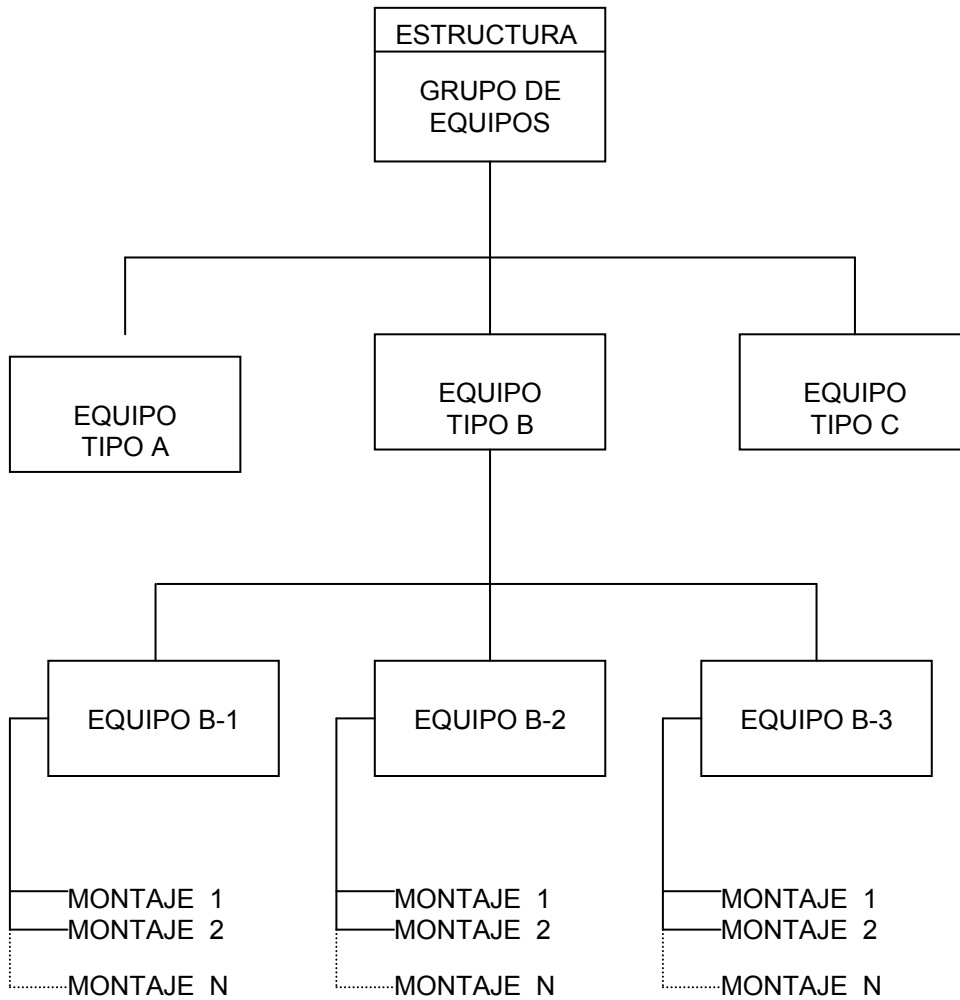 ESTRUCTURA
GRUPO DE
EQUIPOS
EQUIPO
TIPO A
EQUIPO
TIPO B
EQUIPO
TIPO C
EQUIPO B-1
EQUIPO B-2
EQUIPO B-3
MONTAJE 1
MONTAJE 2
MONTAJE N
MONTAJE 1
MONTAJE 2
MONTAJE N
MONTAJE 1
MONTAJE 2
MONTAJE N